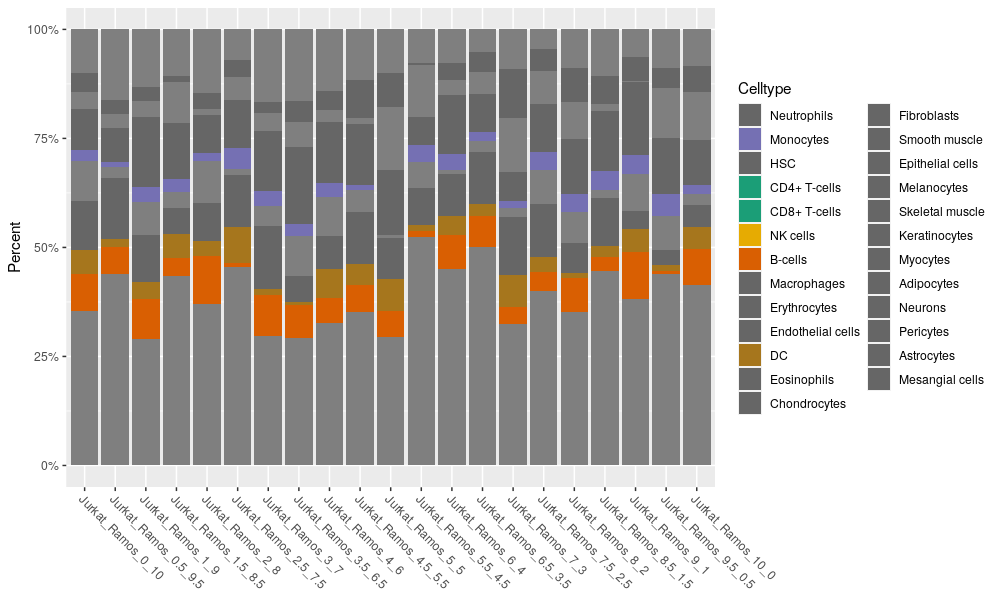 100%
75%
50%
25%
0%
Percent
Jurkat_Ramos_0_10
Jurkat_Ramos_0.5_9.5
Jurkat_Ramos_1_9
Jurkat_Ramos_1.5_8.5
Jurkat_Ramos_2_8
Jurkat_Ramos_2.5_7.5
Jurkat_Ramos_3_7
Jurkat_Ramos_3.5_6.5
Jurkat_Ramos_4_6
Jurkat_Ramos_4.5_5.5
Jurkat_Ramos_5_5
Jurkat_Ramos_5.5_4.5
Jurkat_Ramos_6_4
Jurkat_Ramos_6.5_3.5
Jurkat_Ramos_7_3
Jurkat_Ramos_7.5_2.5
Jurkat_Ramos_8_2
Jurkat_Ramos_8.5_1.5
Jurkat_Ramos_9_1
Jurkat_Ramos_9.5_0.5
Jurkat_Ramos_10_0
Celltype
Neutrophils
Monocytes
HSC
CD4+ T-cells
CD8+ T-cells
NK cells
B-cells
Macrophages
Erythrocytes
Endothelial cells
DC
Eosinophils
Chondrocytes
Fibroblasts
Smooth muscle
Epithelial cells
Melanocytes
Skeletal muscle
Keratinocytes
Myocytes
Adipocytes
Neurons
Pericytes
Astrocytes
Mesangial cells